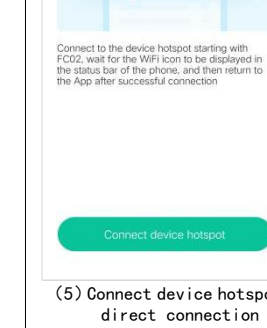 Connect to the device hotspot starting with
FC02, wait for the WiFi icon to be displayed in
the status bar of the phone, and then return to
the App after successful connection
Connect device hotspot
(5) Connect device hotspo
direct connection